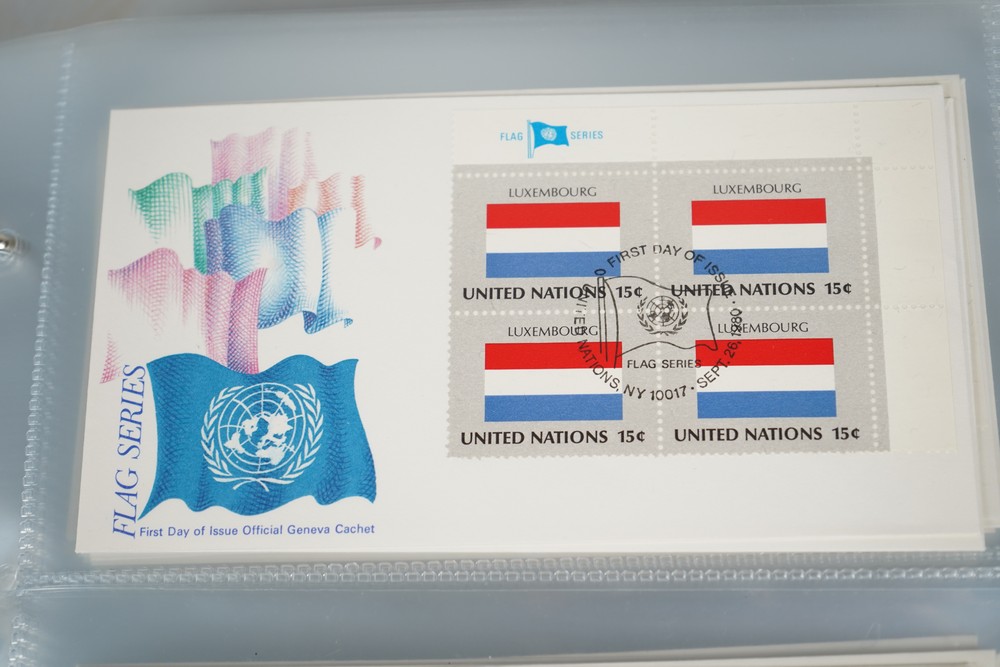 FLAG SERIES
LUXEMBOURG
UNITED NATIONS 15¢
LUXEMBOURG
UNITED NATIONS 15¢
LUXEMBOURG
UNITED NATIONS 15¢
LUXEMBOURG
UNITED NATIONS 15¢
FIRST DAY OF ISSUE
UNITED NATIONS, NY 10017 · SEPT. 26, 1980 ·
FLAG SERIES
FLAG SERIES
First Day of Issue Official Geneva Cachet